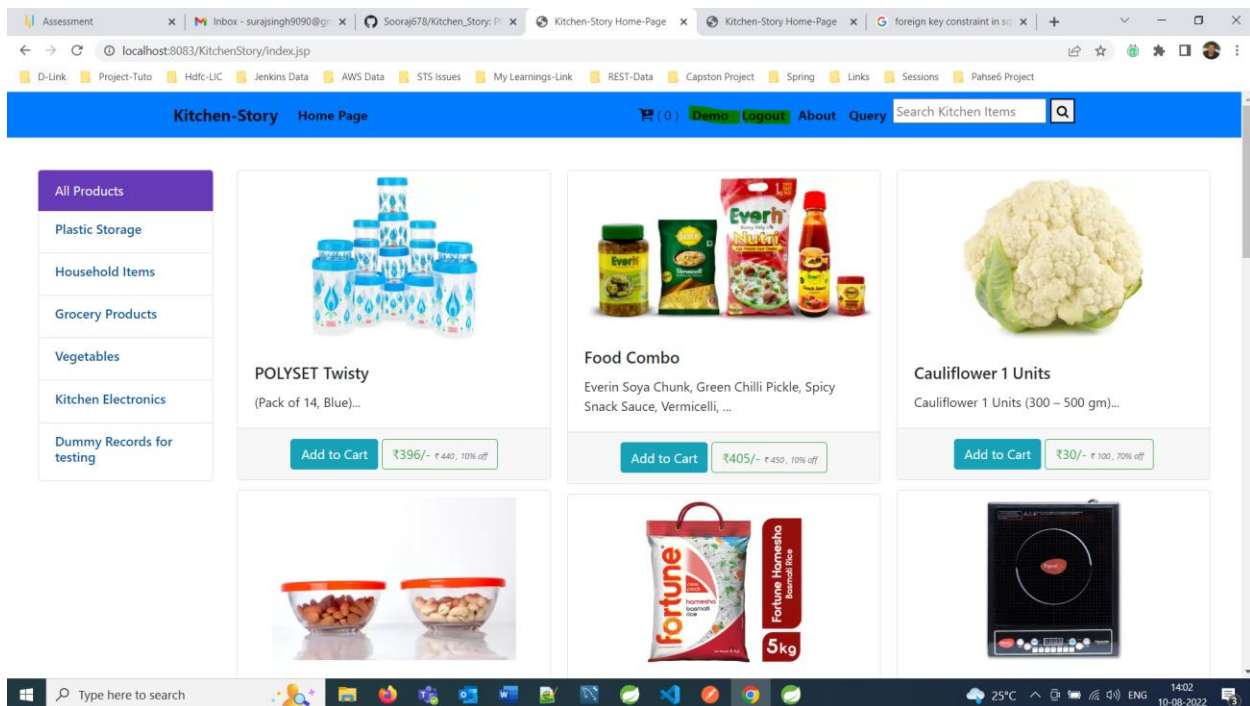 Assessment
Inbox - surajsingh9090@gm
Sooraj678/Kitchen_Story: P
Kitchen-Story Home-Page
Kitchen-Story Home-Page
foreign key constraint in sq
localhost:8083/KitchenStory/index.jsp
D-Link Project-Tuto Hdfc-LIC Jenkins Data AWS Data STS Issues My Learnings-Link REST-Data Capston Project Spring Links Sessions Pahse6 Project
Kitchen-Story Home Page ( 0 ) Demo Logout About Query Search Kitchen Items
All Products
Plastic Storage
Household Items
Grocery Products
Vegetables
Kitchen Electronics
Dummy Records for
testing
POLYSET Twisty
(Pack of 14, Blue)...
Add to Cart ₹396/- ₹ 440 , 10% off
Everin
Nutri
Everin
Vermicelli
Food Combo
Everin Soya Chunk, Green Chilli Pickle, Spicy
Snack Sauce, Vermicelli, ...
Add to Cart ₹405/- ₹ 450 , 10% off
Cauliflower 1 Units
Cauliflower 1 Units (300 – 500 gm)...
Add to Cart ₹30/- ₹ 100 , 70% off
fortune
hamesha
basmati
rice
Fortune Hamesha
Basmati Rice
5kg
Type here to search
25°C ENG
14:02
10-08-2022